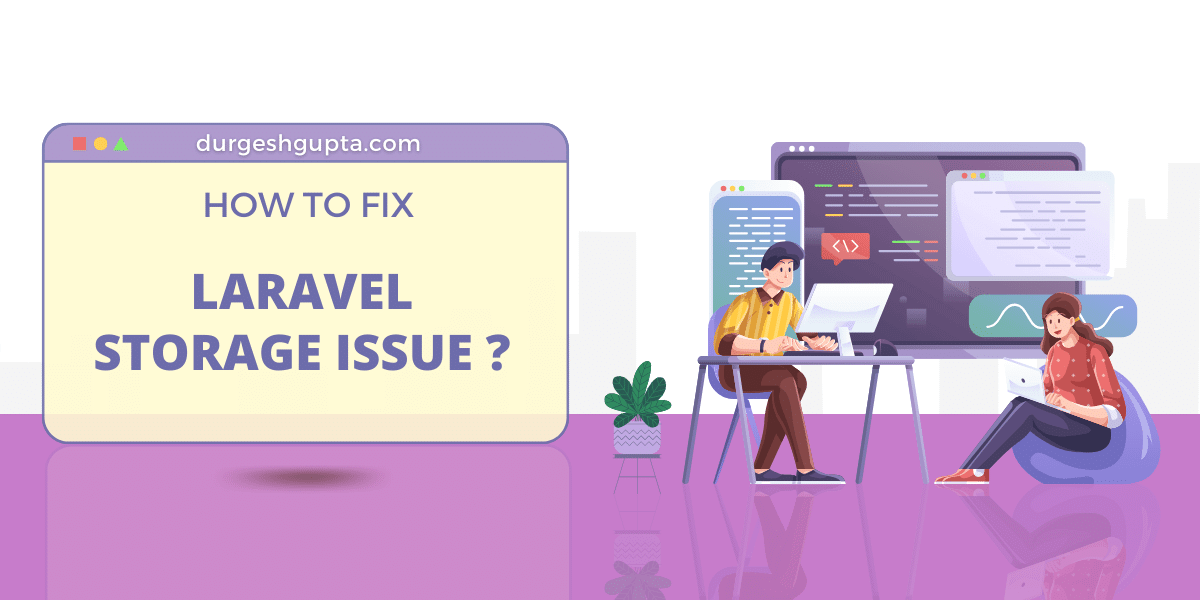 durgeshgupta.com
HOW TO FIX
LARAVEL
STORAGE ISSUE ?
<\>